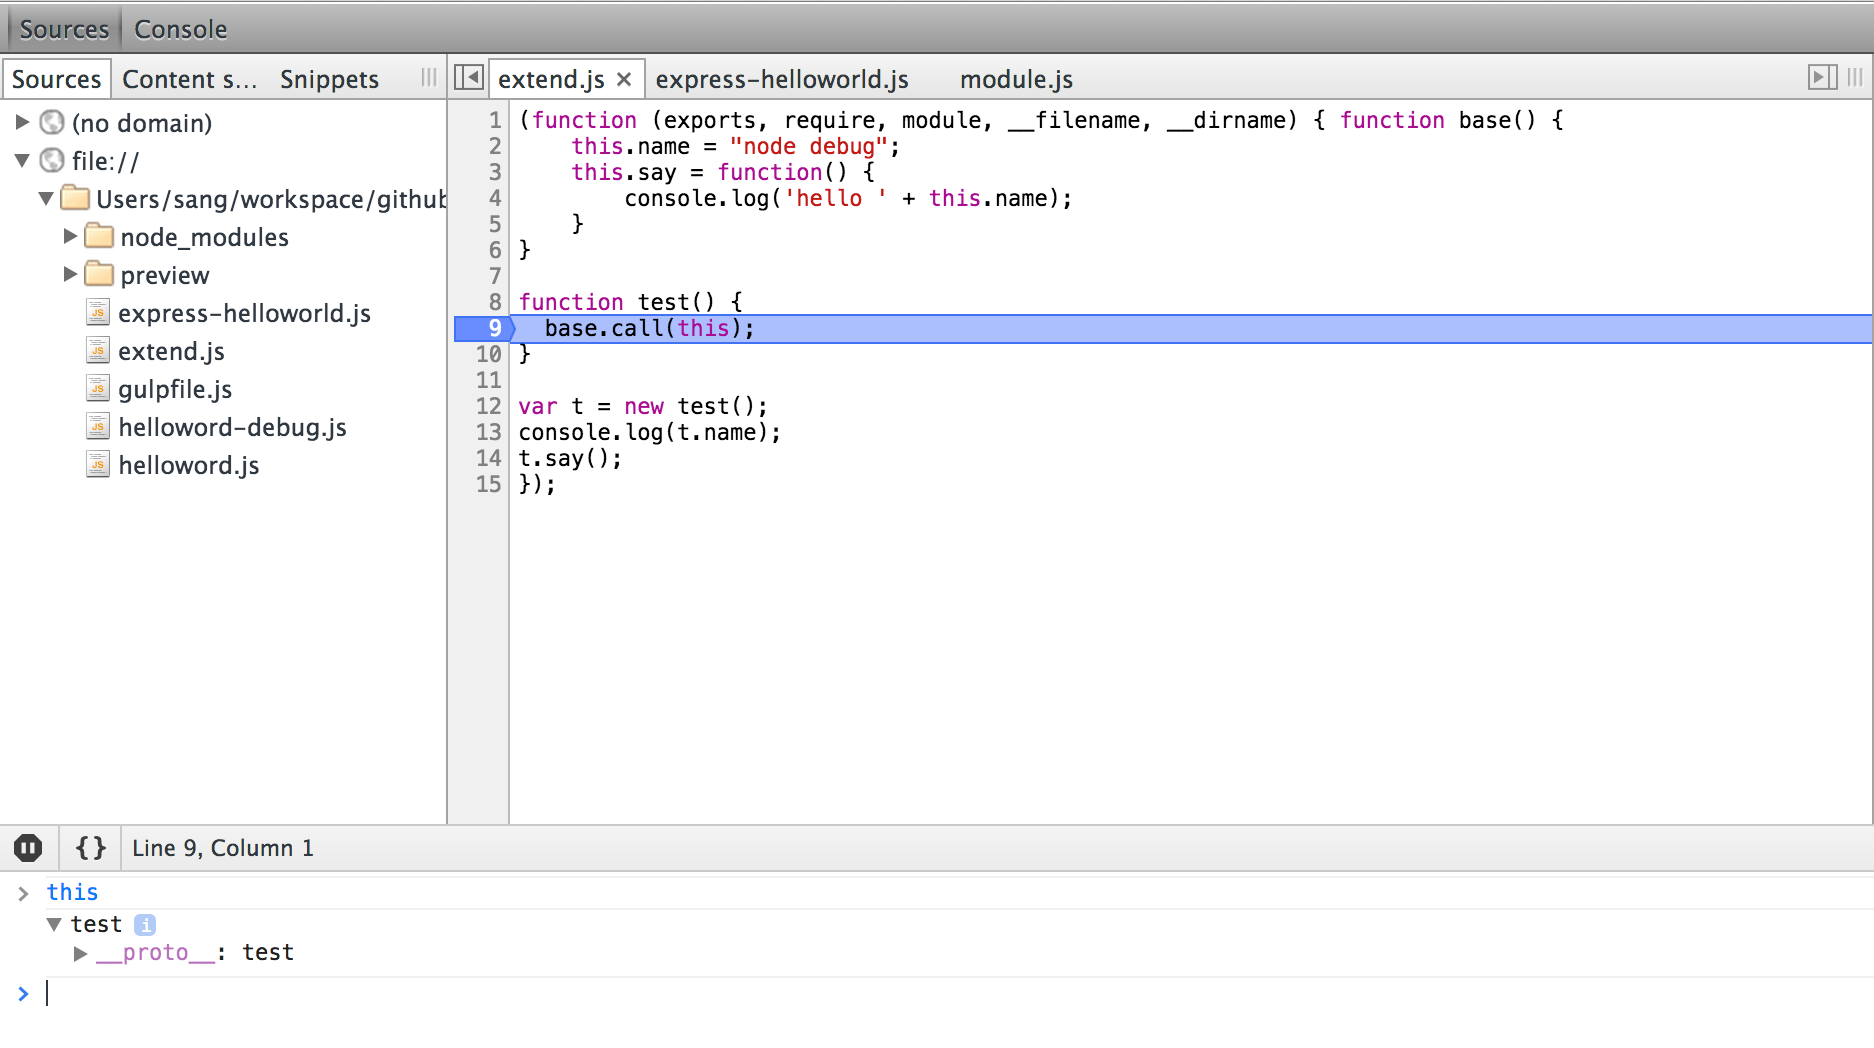 Sources Console
Sources Content s... Snippets
extend.js × express-helloworld.js module.js
(no domain)
file://
Users/sang/workspace/github
node_modules
preview
express-helloworld.js
extend.js
gulpfile.js
helloword-debug.js
helloword.js
1 (function (exports, require, module, __filename, __dirname) { function base() {
2     this.name = "node debug";
3     this.say = function() {
4         console.log('hello ' + this.name);
5     }
6 }
7
8 function test() {
9   base.call(this);
10 }
11
12 var t = new test();
13 console.log(t.name);
14 t.say();
15 });
{} Line 9, Column 1
> this
test i
__proto__: test
>